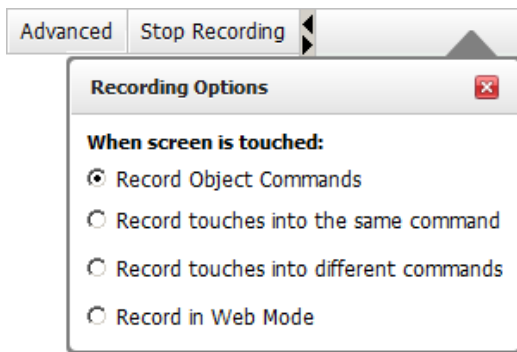 Advanced Stop Recording
Recording Options
When screen is touched:
Record Object Commands
Record touches into the same command
Record touches into different commands
Record in Web Mode